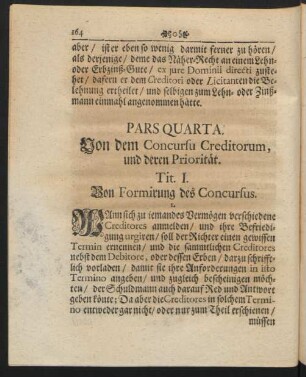 164
aber / ist er eben so wenig darmit ferner zu hören /
als derjenige / deme das Näher-Recht an einem Lehn-
oder Erbzinß-Gute / ex jure Dominii directi zuste-
het / dafern er dem Creditori oder Licitanten die Be-
lehnung ertheilet / und selbigen zum Lehn- oder Zinß-
mann einmahl angenommen hätte.
PARS QUARTA.
Von dem Concursu Creditorum,
und deren Priorität.
Tit. I.
Von Formirung des Concursus.
1.
WAnn sich zu iemandes Vermögen verschiedene
Creditores anmelden / und ihre Befriedi-
gung urgiren / soll der Richter einen gewissen
Termin ernennen / und die sämmtlichen Creditores
nebst dem Debitore, oder dessen Erben / darzu schrifft-
lich vorladen / damit sie ihre Anforderungen in isto
Termino angeben / und zugleich bescheinigen möch-
ten / der Schuldmann auch darauf Red und Antwort
geben könte; Da aber die Creditores in solchem Termi-
no entweder gar nicht / oder nur zum Theil erschienen /
müssen